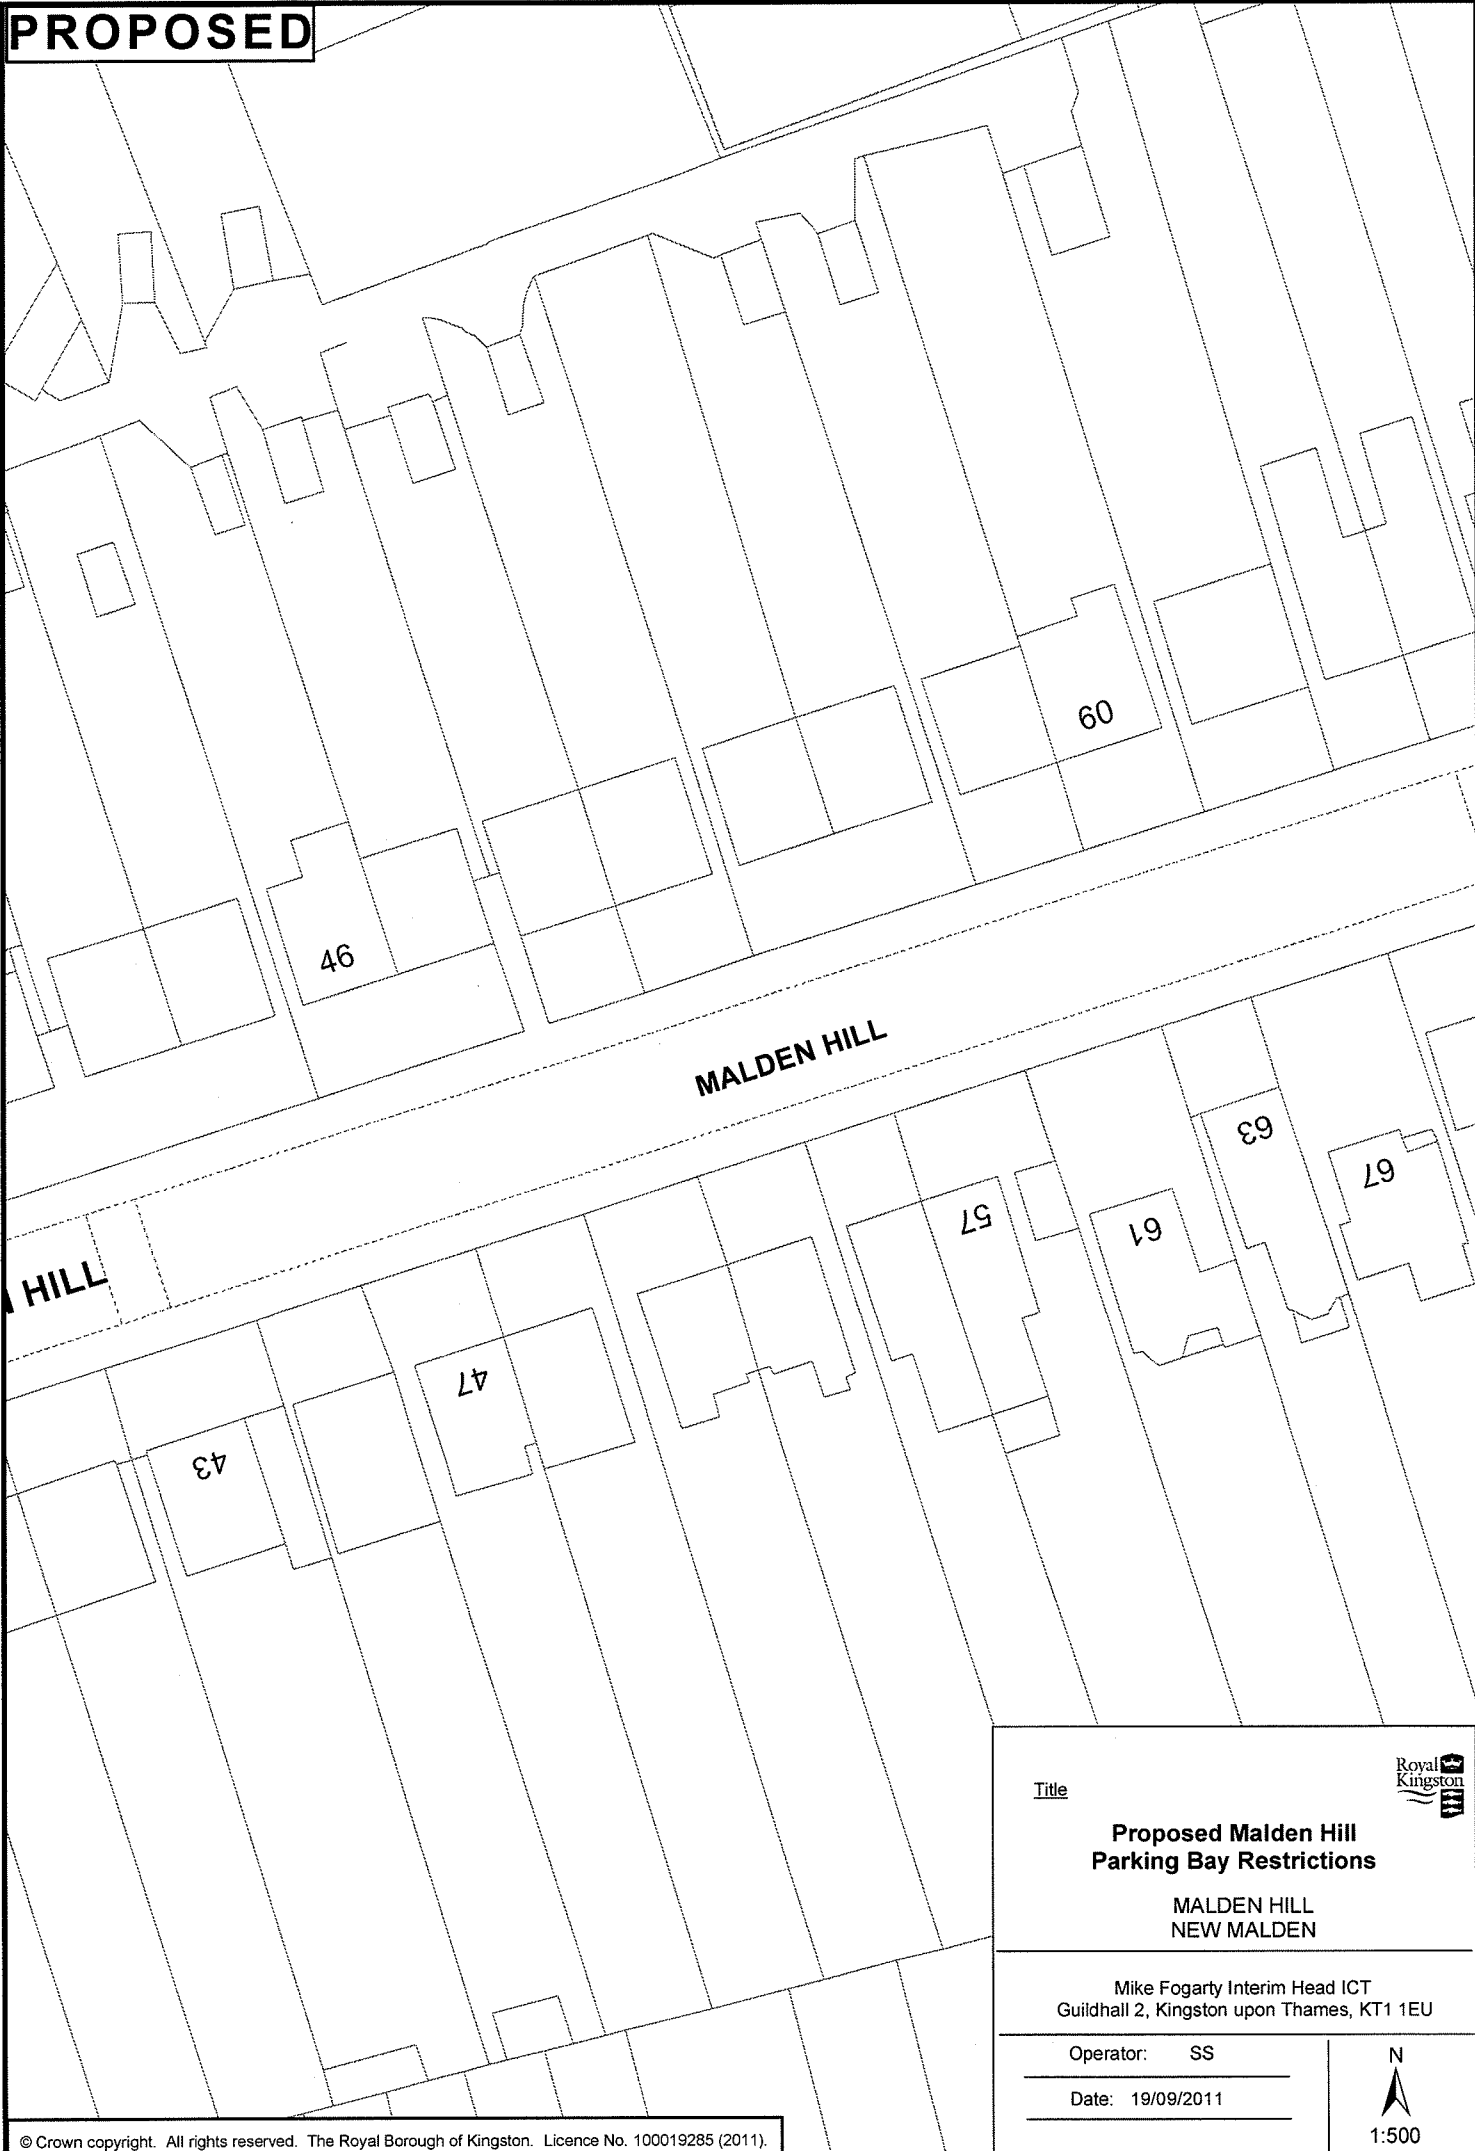 PROPOSED
60
46
MALDEN HILL
63
67
57
61
HILL
47
43
Title
Royal
Kingston
Proposed Malden Hill
Parking Bay Restrictions
MALDEN HILL
NEW MALDEN
Mike Fogarty Interim Head ICT
Guildhall 2, Kingston upon Thames, KT1 1EU
Operator: SS
N
Date: 19/09/2011
1:500
© Crown copyright. All rights reserved. The Royal Borough of Kingston. Licence No. 100019285 (2011).